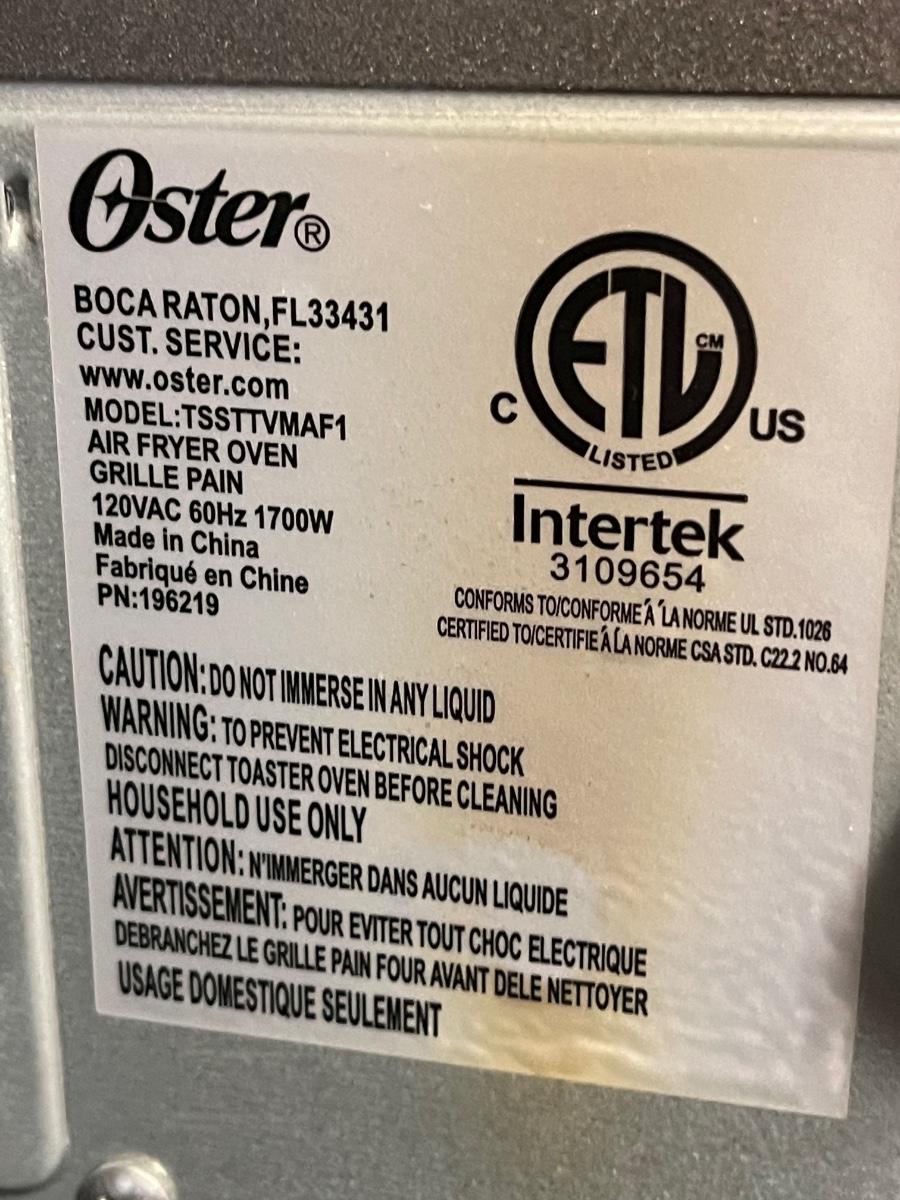 Oster®
BOCA RATON,FL33431
CUST. SERVICE:
www.oster.com
MODEL:TSSTTVMAF1
AIR FRYER OVEN
GRILLE PAIN
120VAC 60Hz 1700W
Made in China
Fabriqué en Chine
PN:196219
ETL CM
C US
LISTED
Intertek
3109654
CONFORMS TO/CONFORME Á ´LA NORME UL STD.1026
CERTIFIED TO/CERTIFIE Á ĹA NORME CSA STD. C22.2 NO.64
CAUTION: DO NOT IMMERSE IN ANY LIQUID
WARNING: TO PREVENT ELECTRICAL SHOCK
DISCONNECT TOASTER OVEN BEFORE CLEANING
HOUSEHOLD USE ONLY
ATTENTION: N'IMMERGER DANS AUCUN LIQUIDE
AVERTISSEMENT: POUR EVITER TOUT CHOC ELECTRIQUE
DEBRANCHEZ LE GRILLE PAIN FOUR AVANT DELE NETTOYER
USAGE DOMESTIQUE SEULEMENT